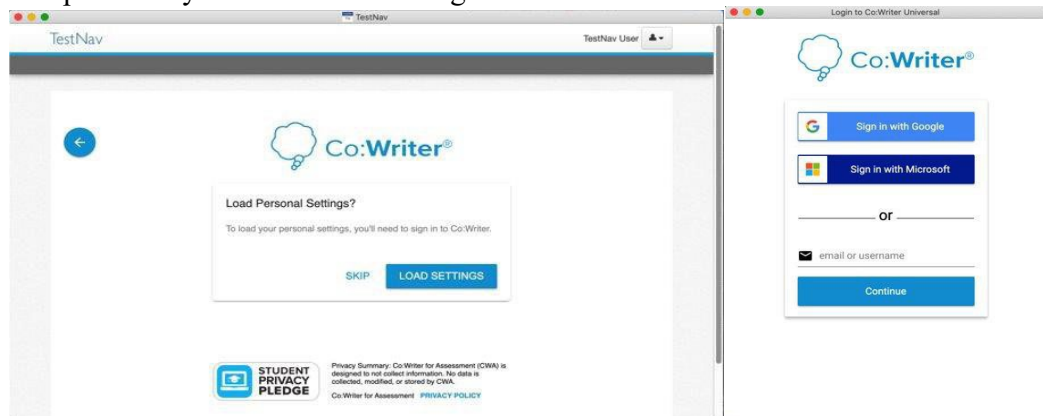 TestNav
TestNav
TestNav User
Co:Writer®
Load Personal Settings?
To load your personal settings, you'll need to sign in to Co:Writer.
SKIP
LOAD SETTINGS
STUDENT
PRIVACY
PLEDGE
Privacy Summary: Co:Writer for Assessment (CWA) is
designed to not collect information. No data is
collected, modified, or stored by CWA.
Co:Writer for Assessment PRIVACY POLICY
Login to Co:Writer Universal
Co:Writer®
Sign in with Google
Sign in with Microsoft
or
email or username
Continue